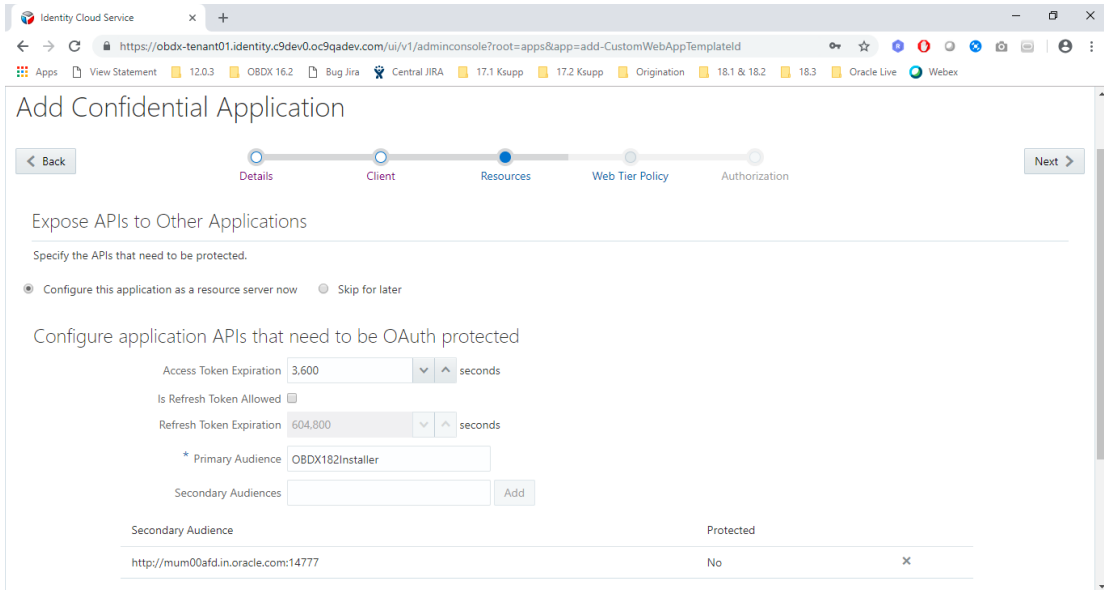 Identity Cloud Service
https://obdx-tenant01.identity.c9dev0.oc9qadev.com/ui/v1/adminconsole?root=apps&app=add-CustomWebAppTemplateId
Apps View Statement 12.0.3 OBDX 16.2 Bug Jira Central JIRA 17.1 Ksupp 17.2 Ksupp Origination 18.1 & 18.2 18.3 Oracle Live Webex
Add Confidential Application
Back Next
Details Client Resources Web Tier Policy Authorization
Expose APIs to Other Applications
Specify the APIs that need to be protected.
Configure this application as a resource server now Skip for later
Configure application APIs that need to be OAuth protected
Access Token Expiration 3,600 seconds
Is Refresh Token Allowed
Refresh Token Expiration 604,800 seconds
* Primary Audience OBDX182Installer
Secondary Audiences Add
Secondary Audience Protected
http://mum00afd.in.oracle.com:14777 No